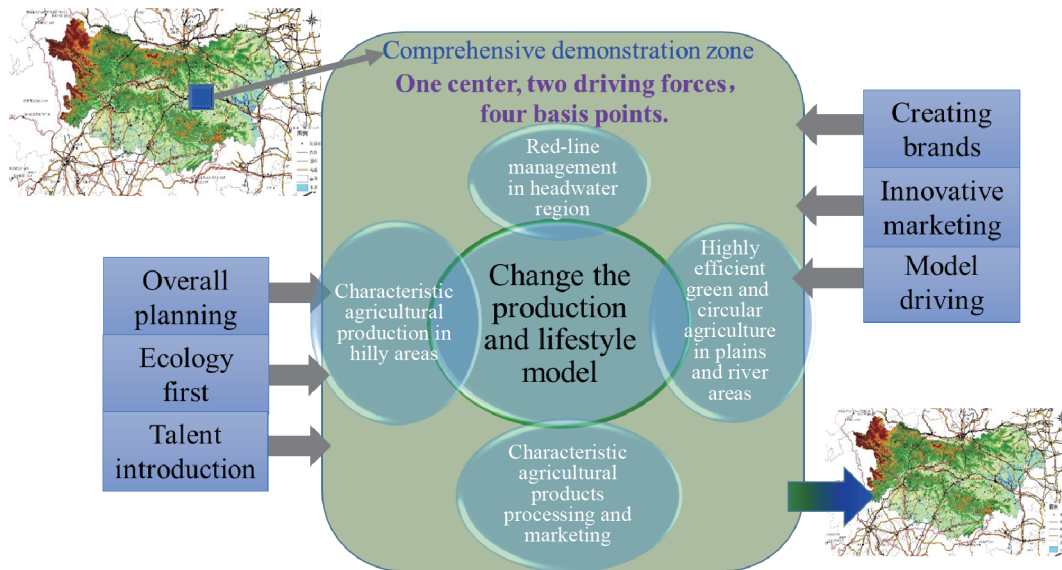 Comprehensive demonstration zone
One center, two driving forces,
four basis points.
Red-line
management
in headwater
region
Creating
brands
Innovative
marketing
Model
driving
Overall
planning
Ecology
first
Talent
introduction
Characteristic
agricultural
production in
hilly areas
Change the
production
and lifestyle
model
Highly
efficient
green and
circular
agriculture
in plains
and river
areas
Characteristic
agricultural
products
processing and
marketing
图例